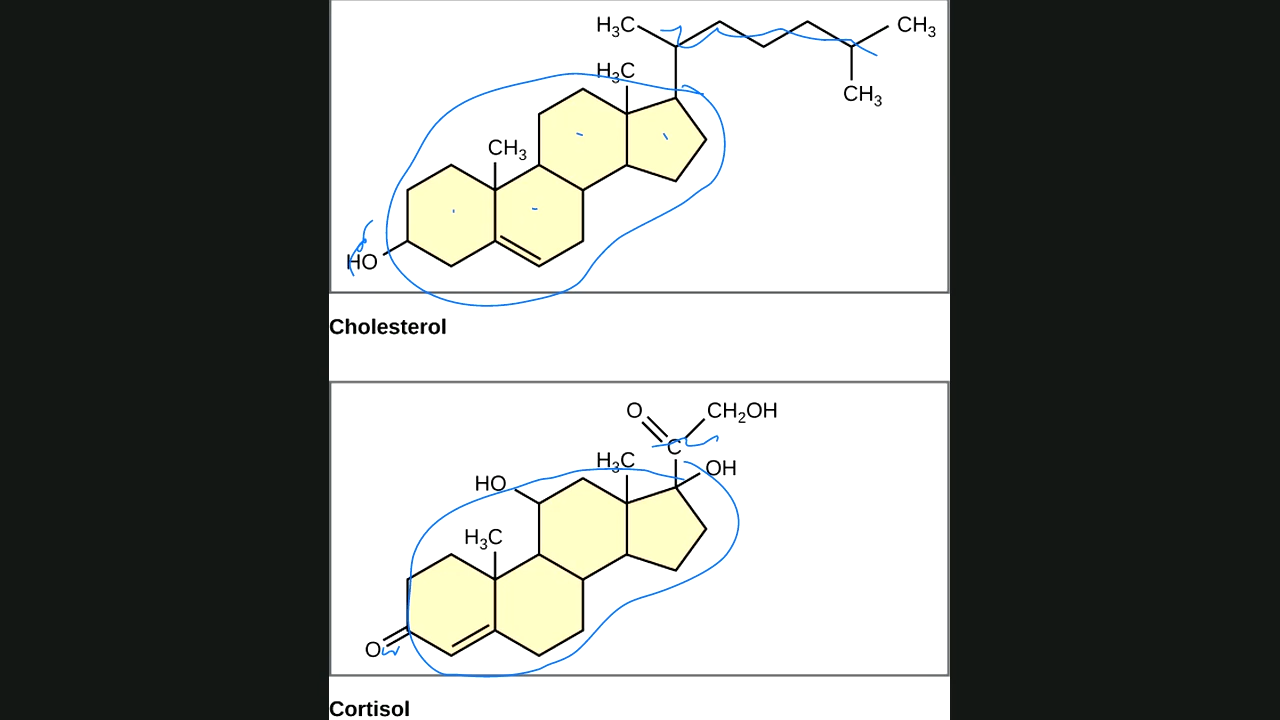 H₃C CH₃
H₃C
CH₃
CH₃
HO
Cholesterol
O CH₂OH
C
H₃C OH
HO
H₃C
O
Cortisol